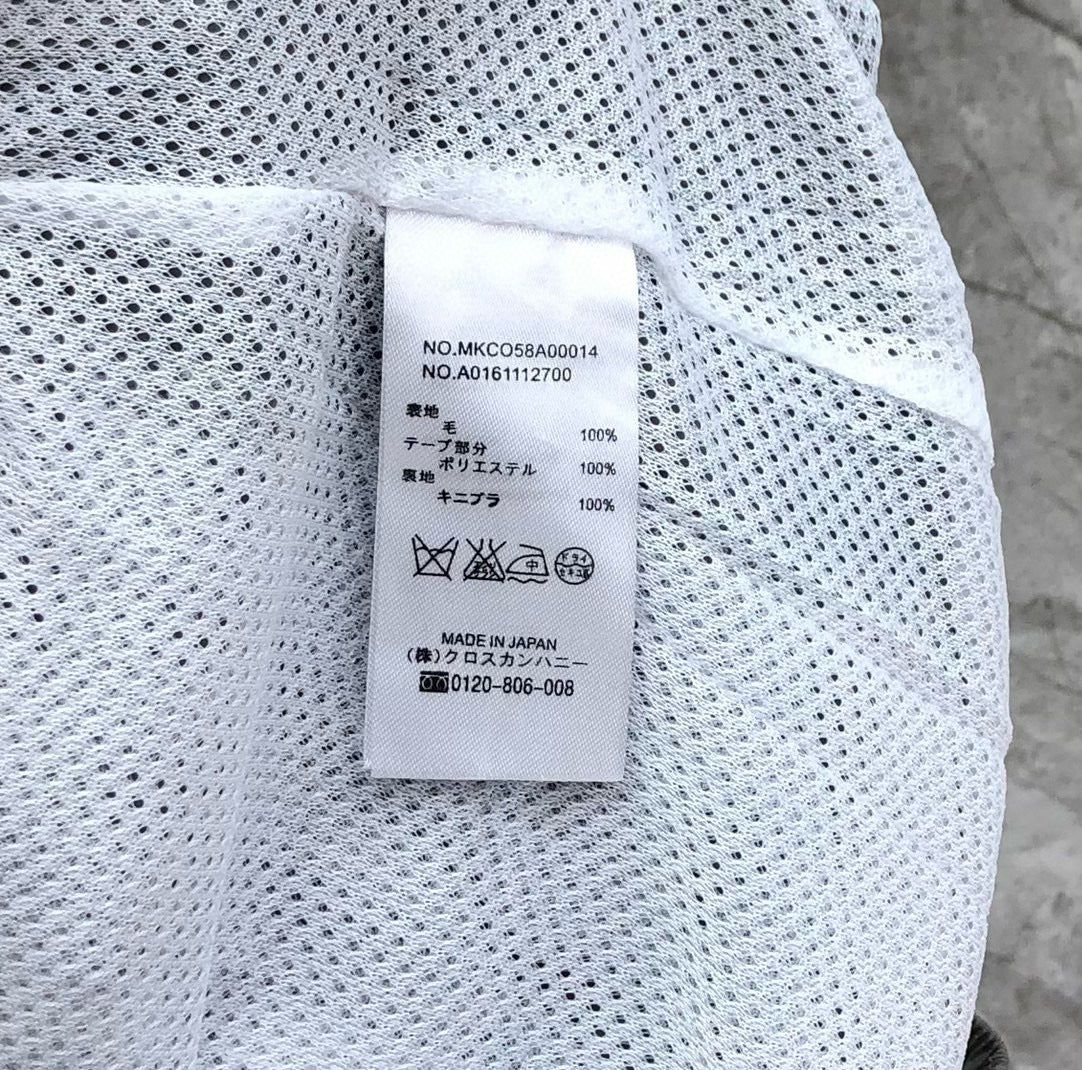 NO.MKCO58A00014
NO.A0161112700
表地
毛 100%
テープ部分
ポリエステル 100%
裏地
キニプラ 100%
中 ドライ
MADE IN JAPAN
(株)クロスカンハニー
0120-806-008